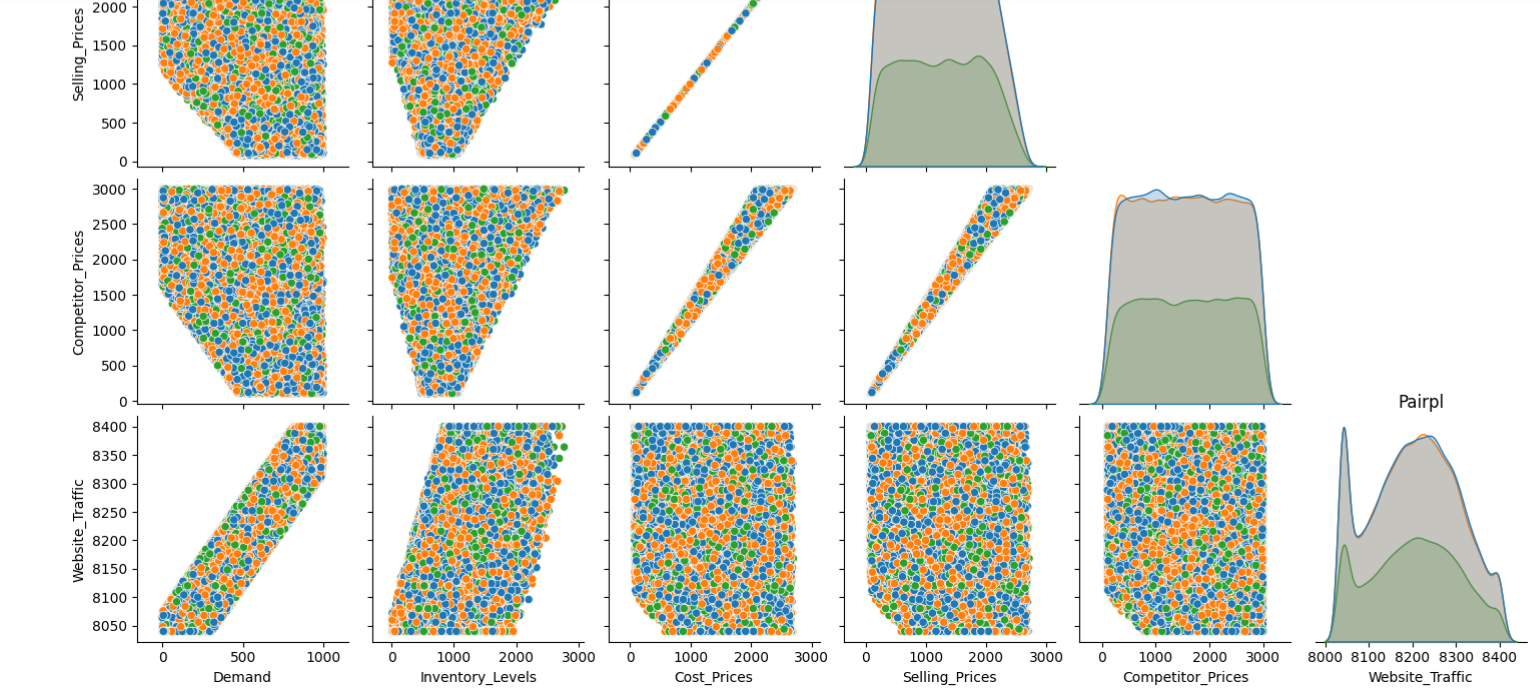 2000
1500
1000
500
0
Selling_Prices
3000
2500
2000
1500
1000
500
0
Competitor_Prices
Pairpl
8400
8350
8300
8250
8200
8150
8100
8050
Website_Traffic
0 500 1000
0 1000 2000 3000
0 1000 2000 3000
0 1000 2000 3000
0 1000 2000 3000
8000 8100 8200 8300 8400
Demand
Inventory_Levels
Cost_Prices
Selling_Prices
Competitor_Prices
Website_Traffic